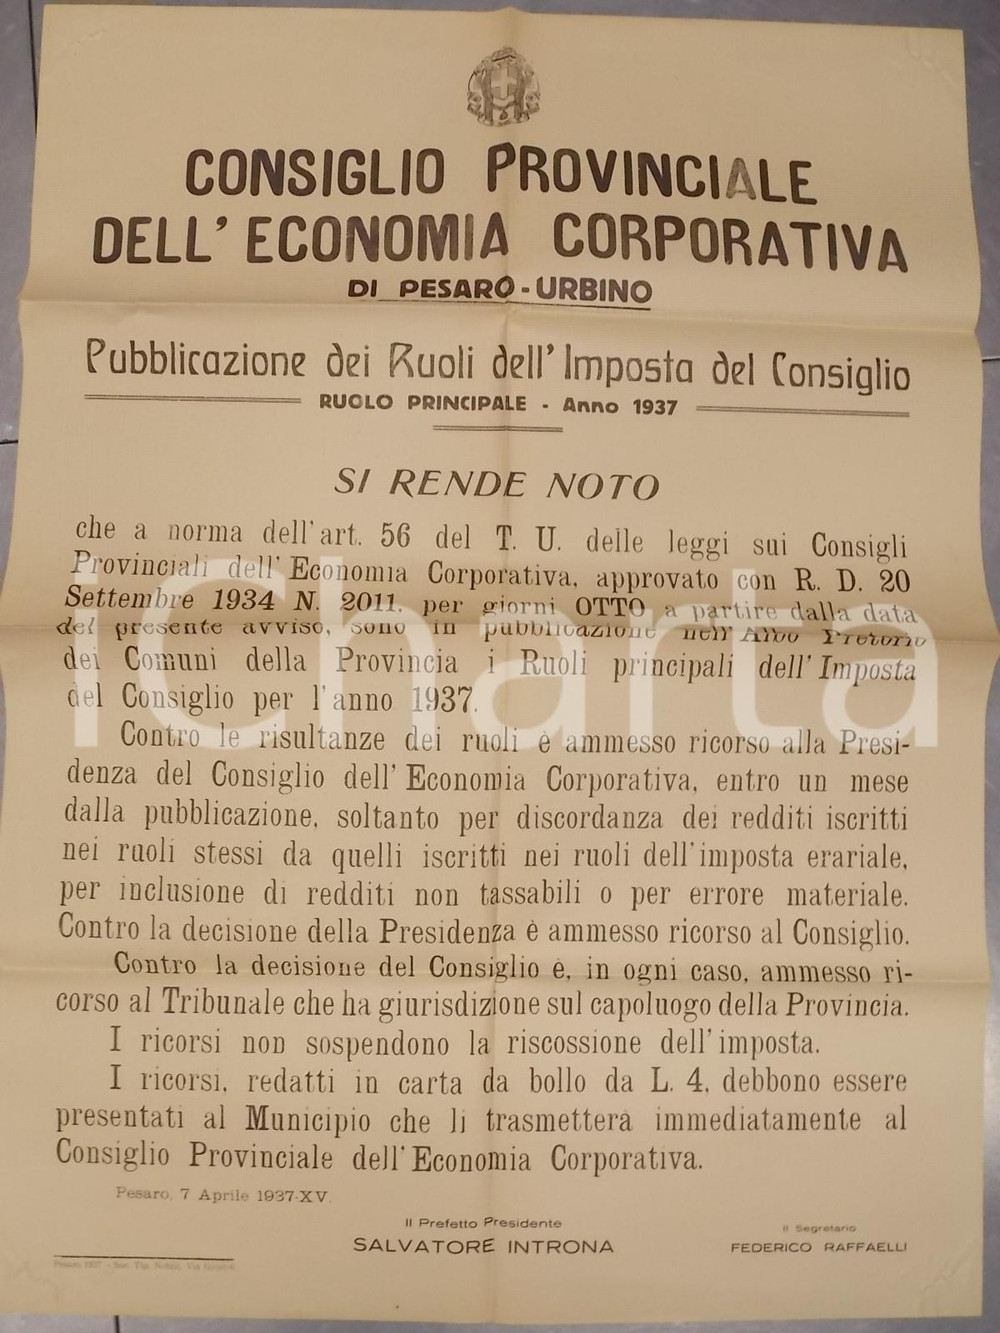 CONSIGLIO PROVINCIALE
DELL'ECONOMIA CORPORATIVA
DI PESARO-URBINO
Pubblicazione dei Ruoli dell'Imposta del Consiglio
RUOLO PRINCIPALE - Anno 1937
SI RENDE NOTO
che a norma dell'art. 56 del T. U. delle leggi sui Consigli
Provinciali dell'Economia Corporativa, approvato con R. D. 20
Settembre 1934 N. 2011, per giorni OTTO a partire dalla data
del presente avviso, sono in pubblicazione nell'Albo Pretorio
dei Comuni della Provincia i Ruoli principali dell'Imposta
del Consiglio per l'anno 1937.
Contro le risultanze dei ruoli è ammesso ricorso alla Presi-
denza del Consiglio dell'Economia Corporativa, entro un mese
dalla pubblicazione, soltanto per discordanza dei redditi iscritti
nei ruoli stessi da quelli iscritti nei ruoli dell'imposta erariale,
per inclusione di redditi non tassabili o per errore materiale.
Contro la decisione della Presidenza è ammesso ricorso al Consiglio.
Contro la decisione del Consiglio è, in ogni caso, ammesso ri-
corso al Tribunale che ha giurisdizione sul capoluogo della Provincia.
I ricorsi non sospendono la riscossione dell'imposta.
I ricorsi, redatti in carta da bollo da L. 4, debbono essere
presentati al Municipio che li trasmetterà immediatamente al
Consiglio Provinciale dell'Economia Corporativa.
Pesaro, 7 Aprile 1937-XV.
Il Prefetto Presidente
SALVATORE INTRONA
Il Segretario
FEDERICO RAFFAELLI
Pesaro 1937 - Soc. Tip. Nobili, Via
iCharta